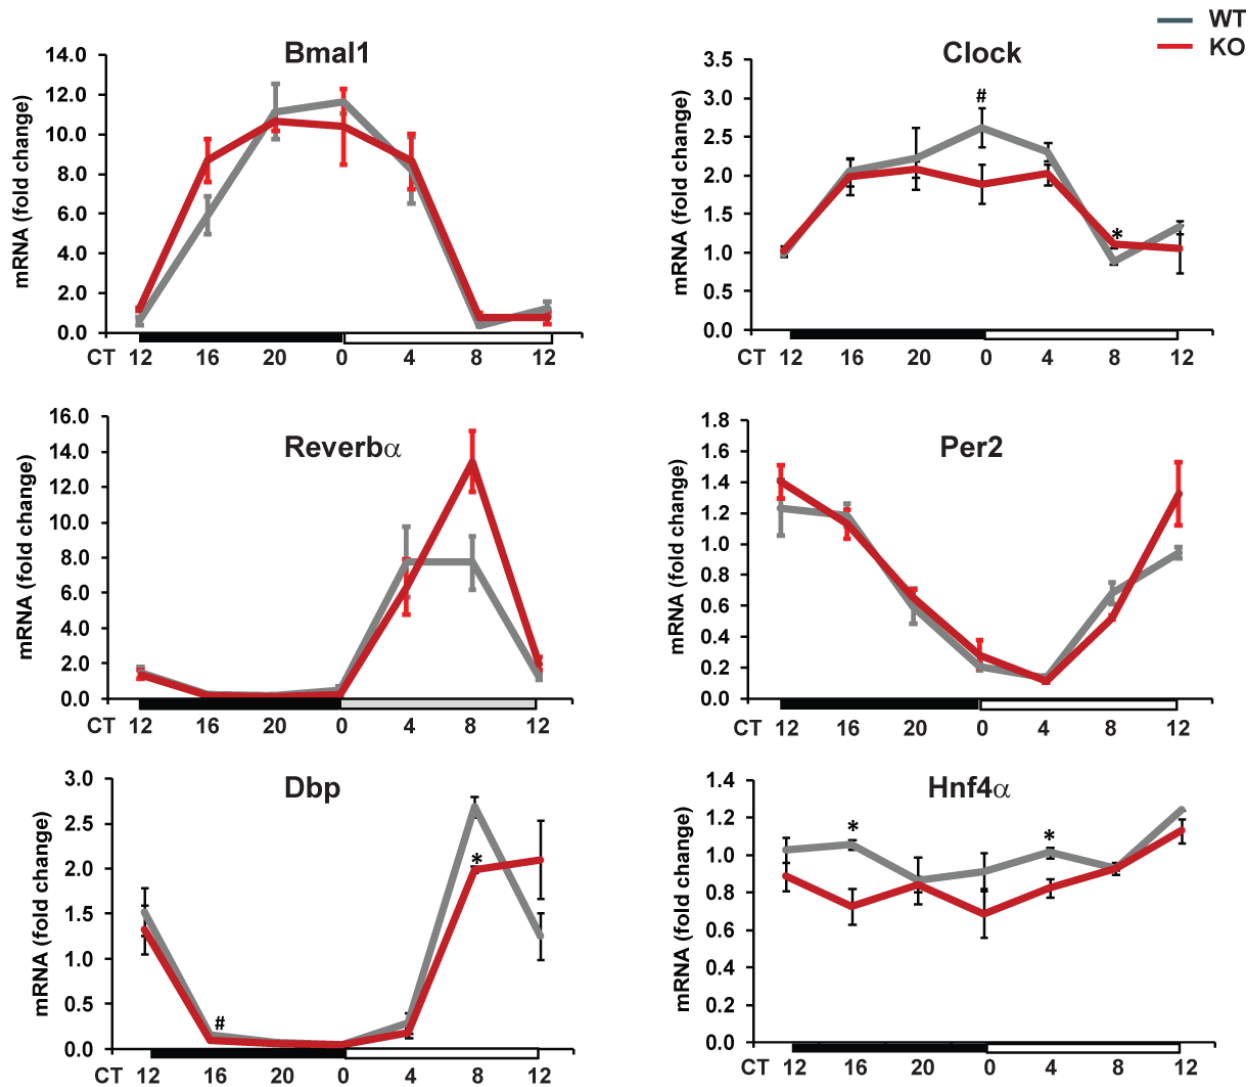 WT
KO
Bmal1
mRNA (fold change)
14.0
12.0
10.0
8.0
6.0
4.0
2.0
0.0
CT 12 16 20 0 4 8 12
Clock
mRNA (fold change)
3.5
3.0
2.5
2.0
1.5
1.0
0.5
0.0
#
*
CT 12 16 20 0 4 8 12
Reverbα
mRNA (fold change)
16.0
14.0
12.0
10.0
8.0
6.0
4.0
2.0
0.0
CT 12 16 20 0 4 8 12
Per2
mRNA (fold change)
1.8
1.6
1.4
1.2
1.0
0.8
0.6
0.4
0.2
0.0
CT 12 16 20 0 4 8 12
Dbp
mRNA (fold change)
3.0
2.5
2.0
1.5
1.0
0.5
0.0
#
*
CT 12 16 20 0 4 8 12
Hnf4α
mRNA (fold change)
1.4
1.2
1.0
0.8
0.6
0.4
0.2
0.0
* *
CT 12 16 20 0 4 8 12